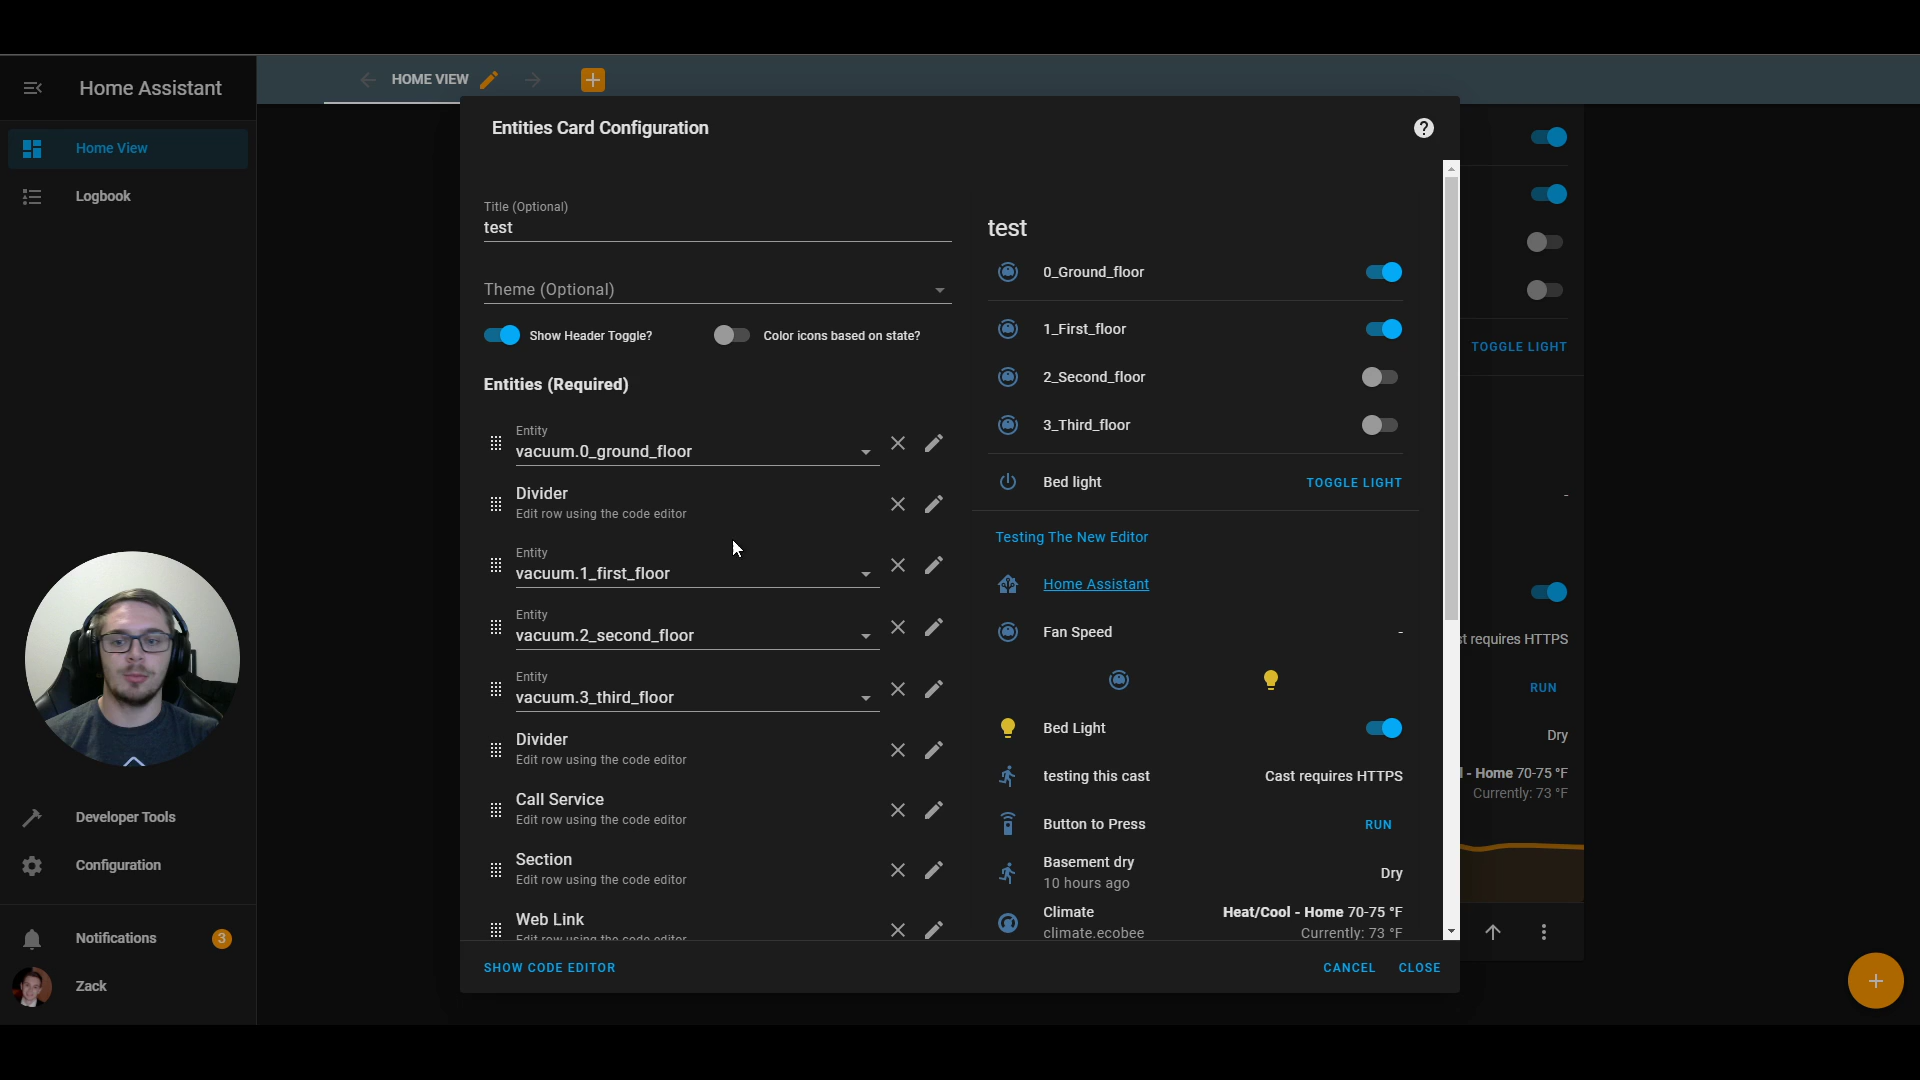 Home Assistant
Home View
Logbook
Developer Tools
Configuration
Notifications
3
Zack
HOME VIEW
Entities Card Configuration
Title (Optional)
test
Theme (Optional)
Show Header Toggle?
Color icons based on state?
Entities (Required)
Entity
vacuum.0_ground_floor
Divider
Edit row using the code editor
Entity
vacuum.1_first_floor
Entity
vacuum.2_second_floor
Entity
vacuum.3_third_floor
Divider
Edit row using the code editor
Call Service
Edit row using the code editor
Section
Edit row using the code editor
Web Link
Edit row using the code editor
SHOW CODE EDITOR
test
0_Ground_floor
1_First_floor
2_Second_floor
3_Third_floor
Bed light
TOGGLE LIGHT
Testing The New Editor
Home Assistant
Fan Speed
-
Bed Light
testing this cast
Cast requires HTTPS
Button to Press
RUN
Basement dry
10 hours ago
Dry
Climate
climate.ecobee
Heat/Cool - Home 70-75 °F
Currently: 73 °F
CANCEL
CLOSE
TOGGLE LIGHT
-
st requires HTTPS
RUN
Dry
l - Home 70-75 °F
Currently: 73 °F